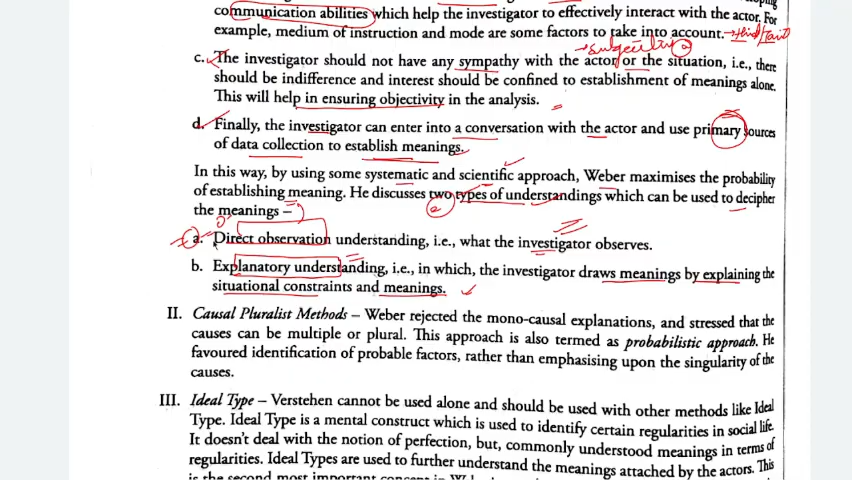 communication abilities which help the investigator to effectively interact with the actor. For
example, medium of instruction and mode are some factors to take into account.
subjectivity
c. The investigator should not have any sympathy with the actor or the situation, i.e., there
should be indifference and interest should be confined to establishment of meanings alone.
This will help in ensuring objectivity in the analysis.
d. Finally, the investigator can enter into a conversation with the actor and use primary sources
of data collection to establish meanings.
In this way, by using some systematic and scientific approach, Weber maximises the probability
of establishing meaning. He discusses two types of understandings which can be used to decipher
the meanings –
a. Direct observation understanding, i.e., what the investigator observes.
b. Explanatory understanding, i.e., in which, the investigator draws meanings by explaining the
situational constraints and meanings.
II. Causal Pluralist Methods – Weber rejected the mono-causal explanations, and stressed that the
causes can be multiple or plural. This approach is also termed as probabilistic approach. He
favoured identification of probable factors, rather than emphasising upon the singularity of the
causes.
III. Ideal Type – Verstehen cannot be used alone and should be used with other methods like Ideal
Type. Ideal Type is a mental construct which is used to identify certain regularities in social life.
It doesn't deal with the notion of perfection, but, commonly understood meanings in terms of
regularities. Ideal Types are used to further understand the meanings attached by the actors. This
is the second most important concept in